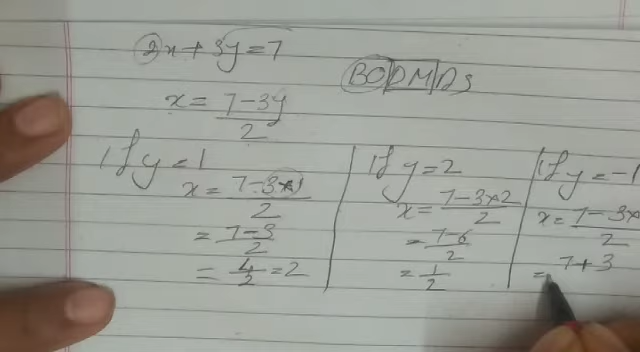 2x + 3y = 7
BODMDS
x = 7 - 3y / 2
If y = 1
x = 7 - 3×1 / 2
= 7 - 3 / 2
= 4/2 = 2
If y = 2
x = 7 - 3×2 / 2
= 7 - 6 / 2
= 1/2
If y = -1
x = 7 - 3× / 2
= 7 + 3